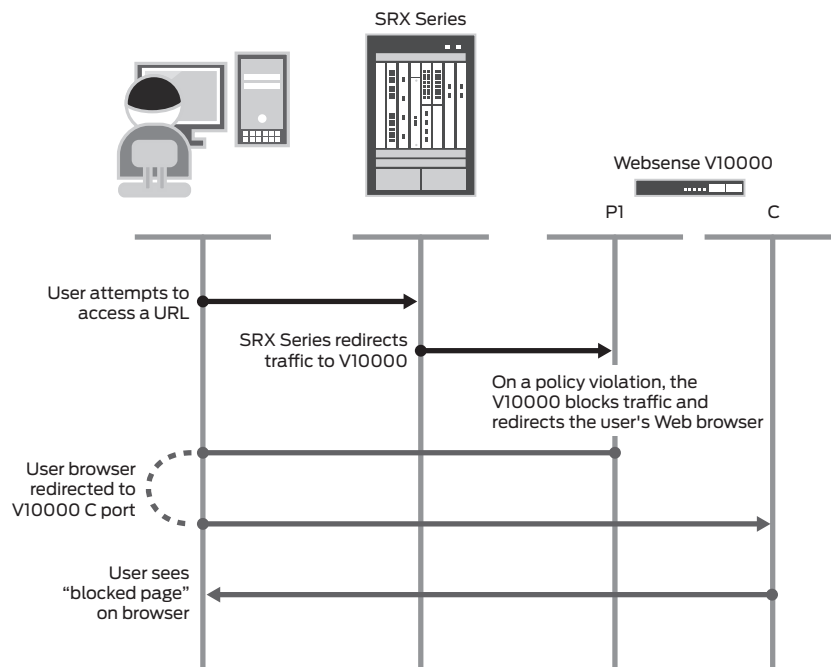 SRX Series
Websense V10000
P1
C
User attempts to
access a URL
SRX Series redirects
traffic to V10000
On a policy violation, the
V10000 blocks traffic and
redirects the user's Web browser
User browser
redirected to
V10000 C port
User sees
“blocked page”
on browser